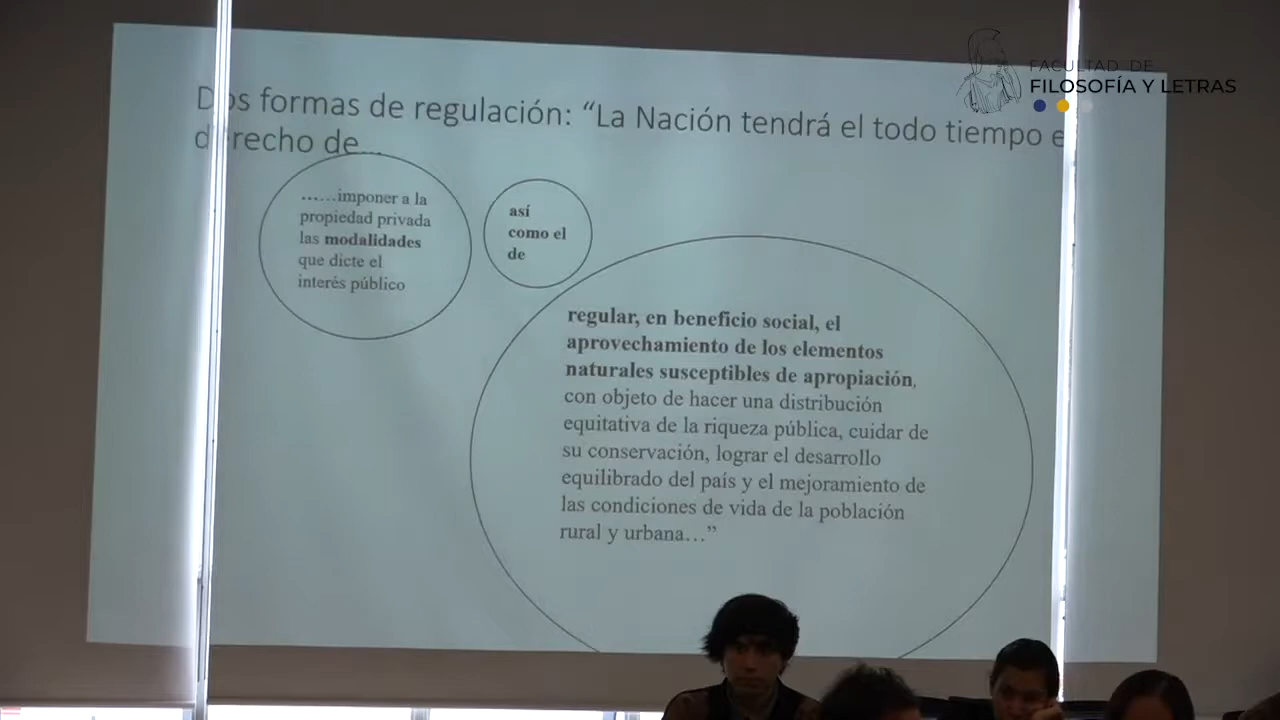 Dos formas de regulación: “La Nación tendrá el todo tiempo e
derecho de...
......imponer a la
propiedad privada
las modalidades
que dicte el
interés público
así
como el
de
regular, en beneficio social, el
aprovechamiento de los elementos
naturales susceptibles de apropiación,
con objeto de hacer una distribución
equitativa de la riqueza pública, cuidar de
su conservación, lograr el desarrollo
equilibrado del país y el mejoramiento de
las condiciones de vida de la población
rural y urbana…”
FACULTAD DE
FILOSOFÍA Y LETRAS